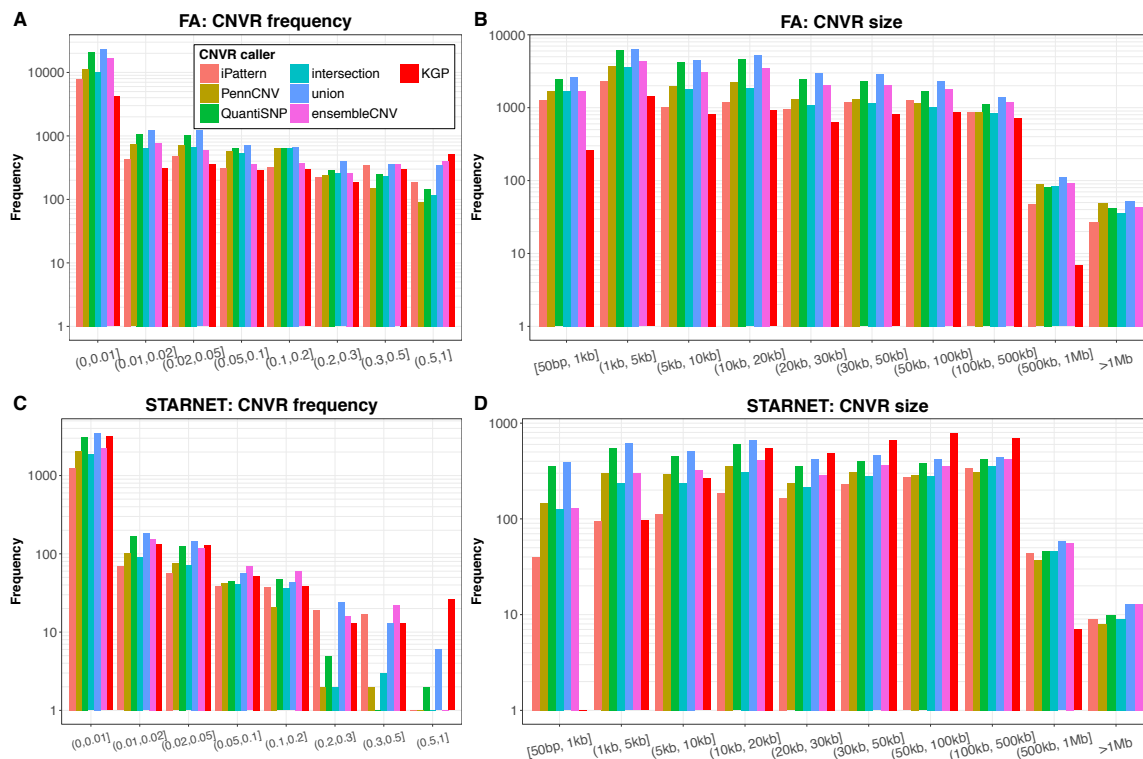 A
FA: CNVR frequency
Frequency
10000
1000
100
10
1
CNVR caller
iPattern
PennCNV
QuantiSNP
intersection
union
ensembleCNV
KGP
(0,0.01]
(0.01,0.02]
(0.02,0.05]
(0.05,0.1]
(0.1,0.2]
(0.2,0.3]
(0.3,0.5]
(0.5,1]
B
FA: CNVR size
Frequency
10000
1000
100
10
1
[50bp, 1kb]
(1kb, 5kb]
(5kb, 10kb]
(10kb, 20kb]
(20kb, 30kb]
(30kb, 50kb]
(50kb, 100kb]
(100kb, 500kb]
(500kb, 1Mb]
>1Mb
C
STARNET: CNVR frequency
Frequency
1000
100
10
1
(0,0.01]
(0.01,0.02]
(0.02,0.05]
(0.05,0.1]
(0.1,0.2]
(0.2,0.3]
(0.3,0.5]
(0.5,1]
D
STARNET: CNVR size
Frequency
1000
100
10
1
[50bp, 1kb]
(1kb, 5kb]
(5kb, 10kb]
(10kb, 20kb]
(20kb, 30kb]
(30kb, 50kb]
(50kb, 100kb]
(100kb, 500kb]
(500kb, 1Mb]
>1Mb